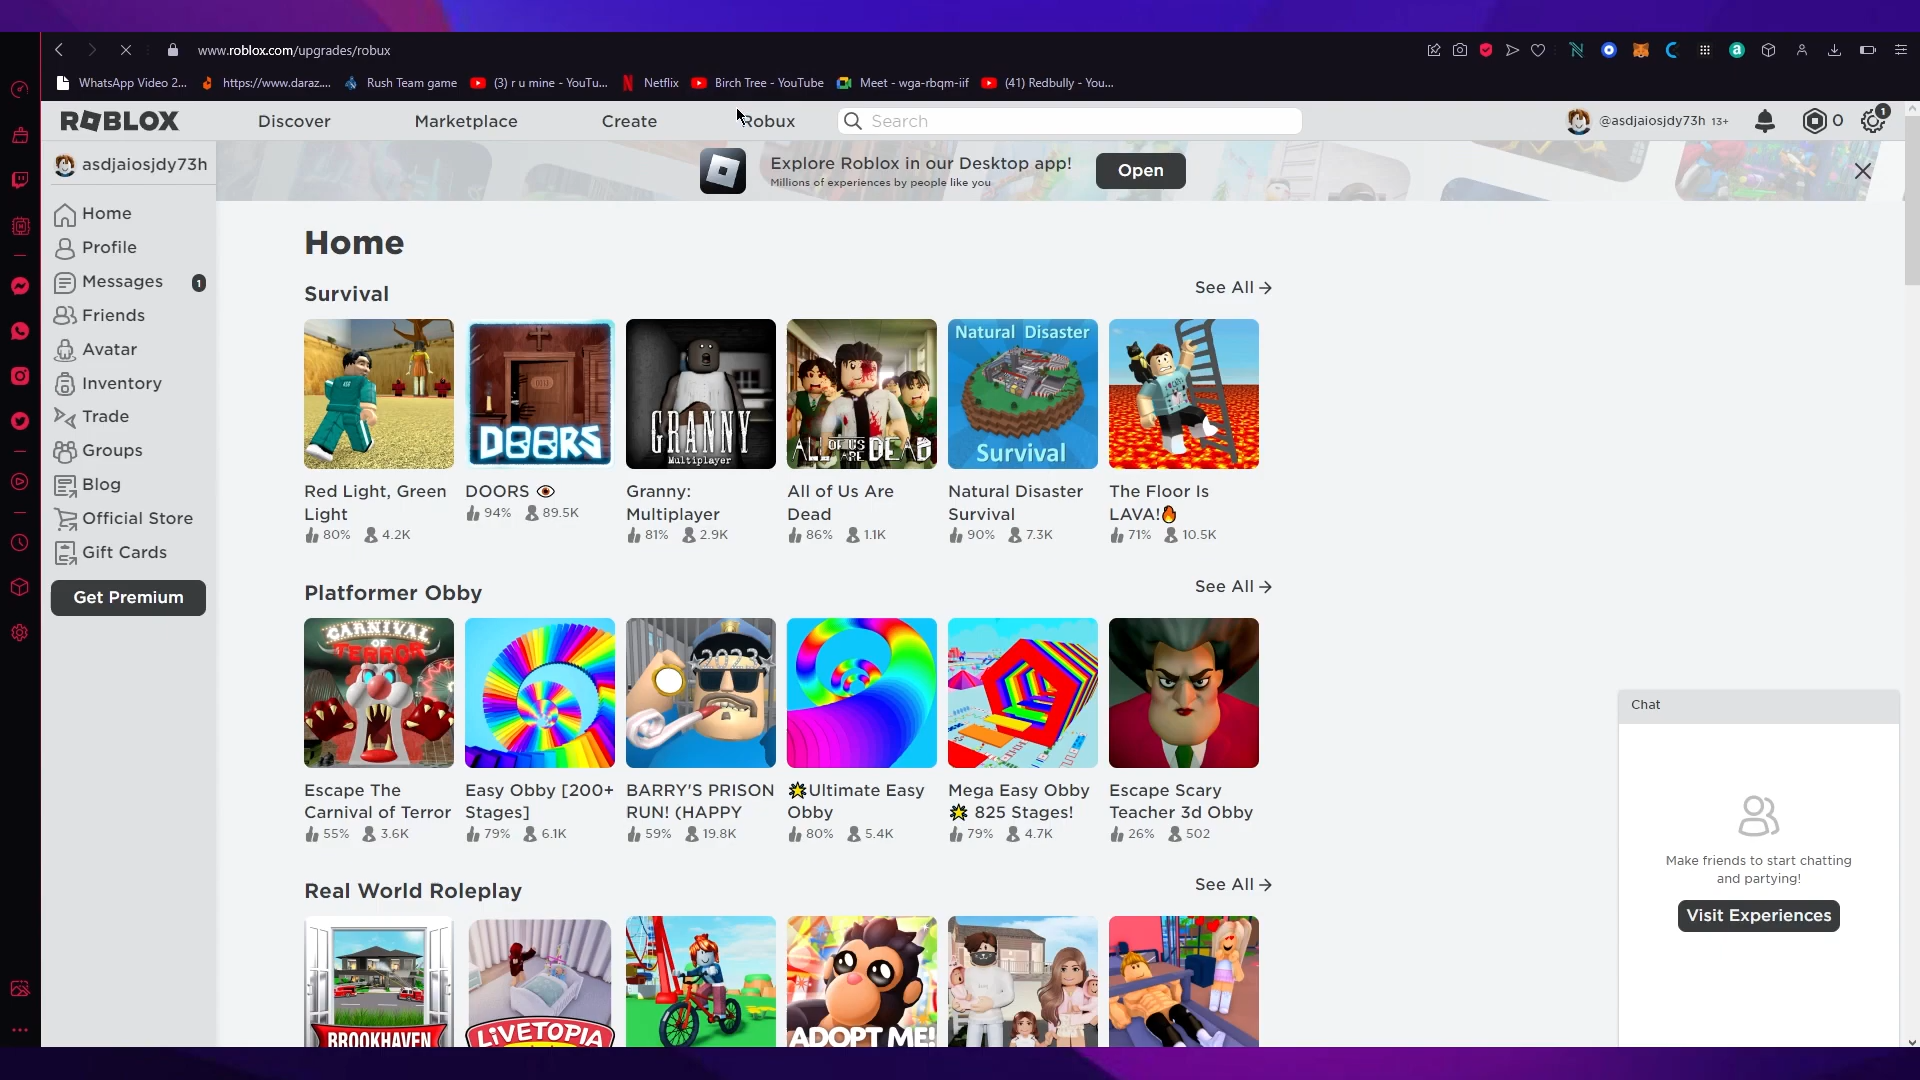 www.roblox.com/upgrades/robux
WhatsApp Video 2...
https://www.daraz....
Rush Team game
(3) r u mine - YouTu...
Netflix
Birch Tree - YouTube
Meet - wga-rbqm-iif
(41) Redbully - You...
ROBLOX
Discover
Marketplace
Create
Robux
Search
@asdjaiosjdy73h 13+
0
1
asdjaiosjdy73h
Explore Roblox in our Desktop app!
Millions of experiences by people like you
Open
Home
Profile
Messages
1
Friends
Avatar
Inventory
Trade
Groups
Blog
Official Store
Gift Cards
Get Premium
Home
Survival
See All
DOORS
GRANNY
Multiplayer
ALL OF US ARE DEAD
Natural Disaster
Survival
Red Light, Green
Light
80% 4.2K
DOORS 👁
94% 89.5K
Granny:
Multiplayer
81% 2.9K
All of Us Are
Dead
86% 1.1K
Natural Disaster
Survival
90% 7.3K
The Floor Is
LAVA!🔥
71% 10.5K
Platformer Obby
See All
CARNIVAL
OF
TERROR
2023
Escape The
Carnival of Terror
55% 3.6K
Easy Obby [200+
Stages]
79% 6.1K
BARRY'S PRISON
RUN! (HAPPY
59% 19.8K
🌟Ultimate Easy
Obby
80% 5.4K
Mega Easy Obby
🌟 825 Stages!
79% 4.7K
Escape Scary
Teacher 3d Obby
26% 502
Real World Roleplay
See All
BROOKHAVEN
LIVETOPIA
ADOPT ME!
Chat
Make friends to start chatting
and partying!
Visit Experiences